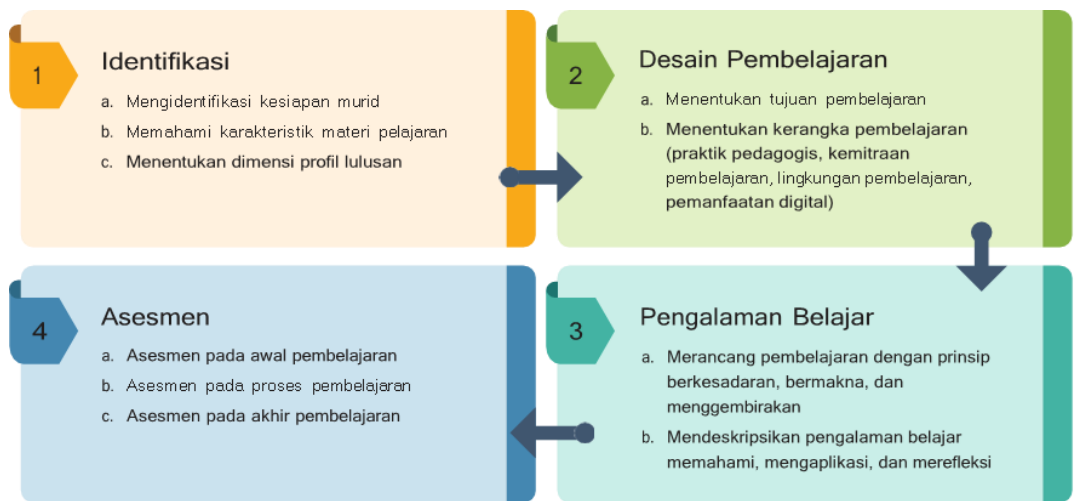 1
Identifikasi
a. Mengidentifikasi kesiapan murid
b. Memahami karakteristik materi pelajaran
c. Menentukan dimensi profil lulusan
2
Desain Pembelajaran
a. Menentukan tujuan pembelajaran
b. Menentukan kerangka pembelajaran
(praktik pedagogis, kemitraan
pembelajaran, lingkungan pembelajaran,
pemanfaatan digital)
3
Pengalaman Belajar
a. Merancang pembelajaran dengan prinsip
berkesadaran, bermakna, dan
menggembirakan
b. Mendeskripsikan pengalaman belajar
memahami, mengaplikasi, dan merefleksi
4
Asesmen
a. Asesmen pada awal pembelajaran
b. Asesmen pada proses pembelajaran
c. Asesmen pada akhir pembelajaran